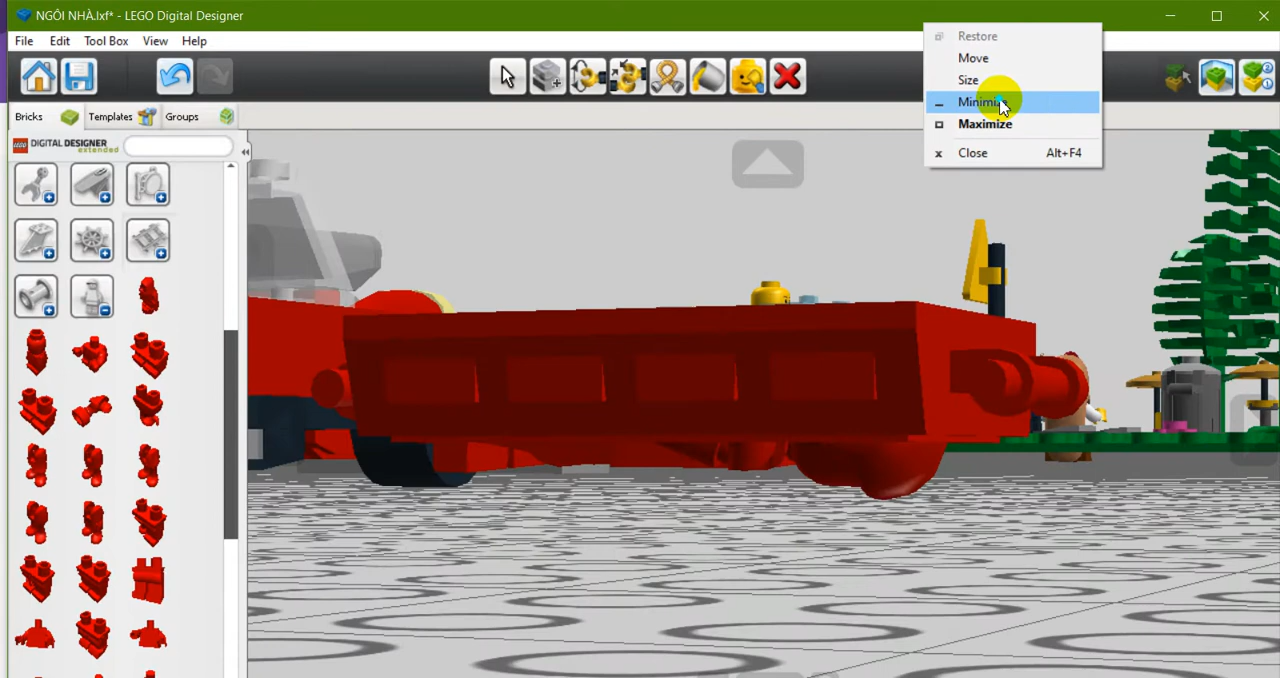 NGÔI NHÀ.lxf* - LEGO Digital Designer
File Edit Tool Box View Help
Restore
Move
Size
Minimize
Maximize
Close Alt+F4
Bricks Templates Groups
LEGO DIGITAL DESIGNER
extended